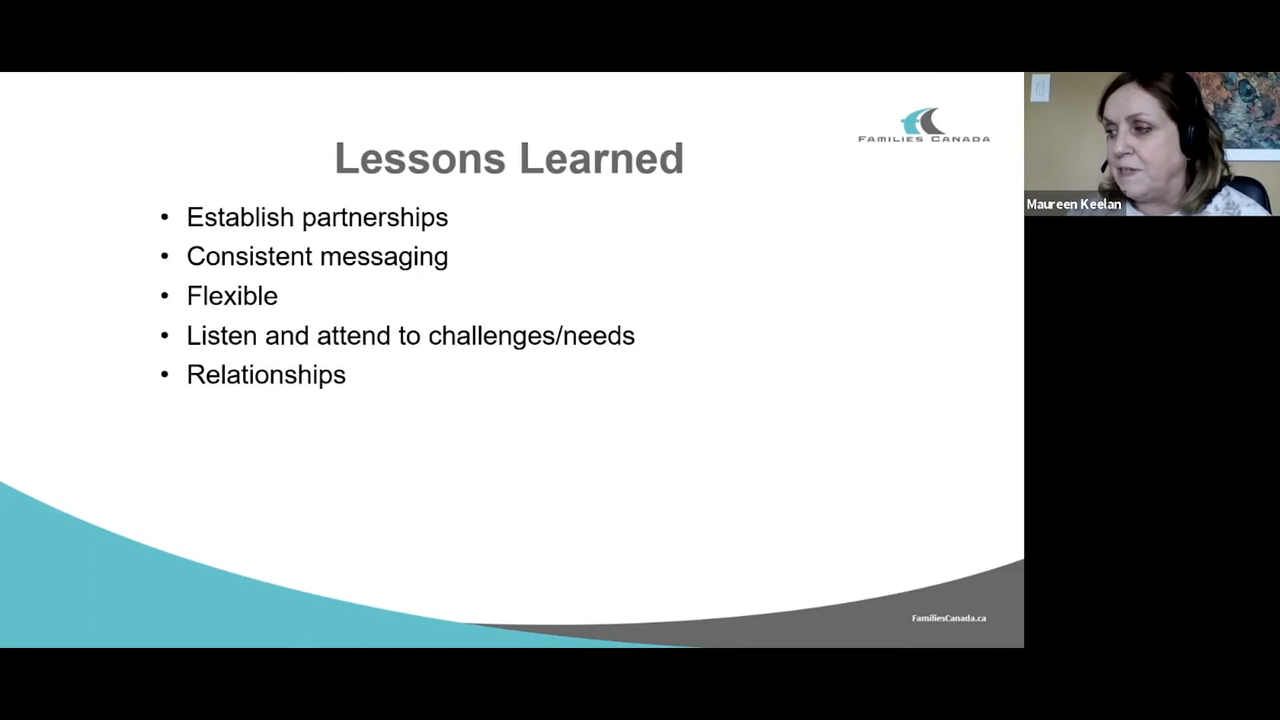 FAMILIES CANADA
Lessons Learned
• Establish partnerships
• Consistent messaging
• Flexible
• Listen and attend to challenges/needs
• Relationships
FamiliesCanada.ca
Maureen Keelan